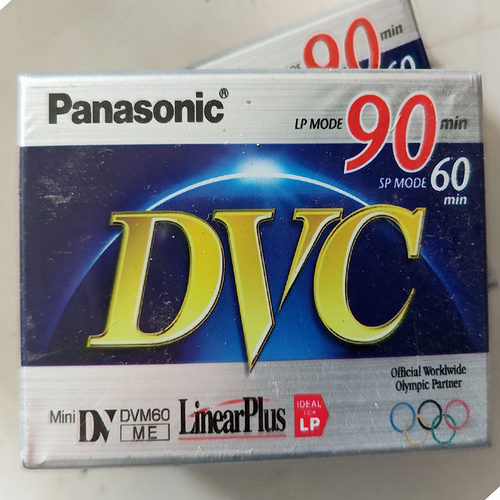 90 min
60
Panasonic®
LP MODE 90 min
SP MODE 60
min
DVC
Official Worldwide
Olympic Partner
Mini DV DVM60
ME
LinearPlus
IDEAL
FOR
LP